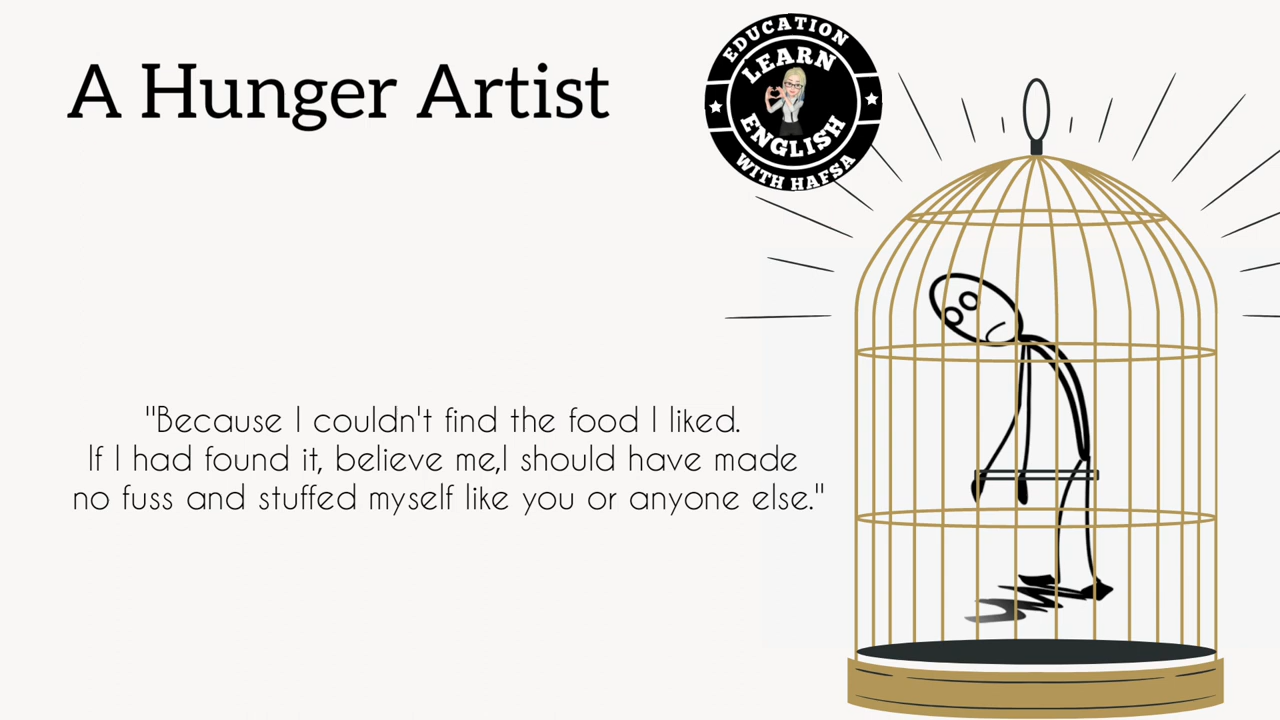 A Hunger Artist
EDUCATION
LEARN
ENGLISH
WITH HAFSA
"Because I couldn't find the food I liked.
If I had found it, believe me,I should have made
no fuss and stuffed myself like you or anyone else."